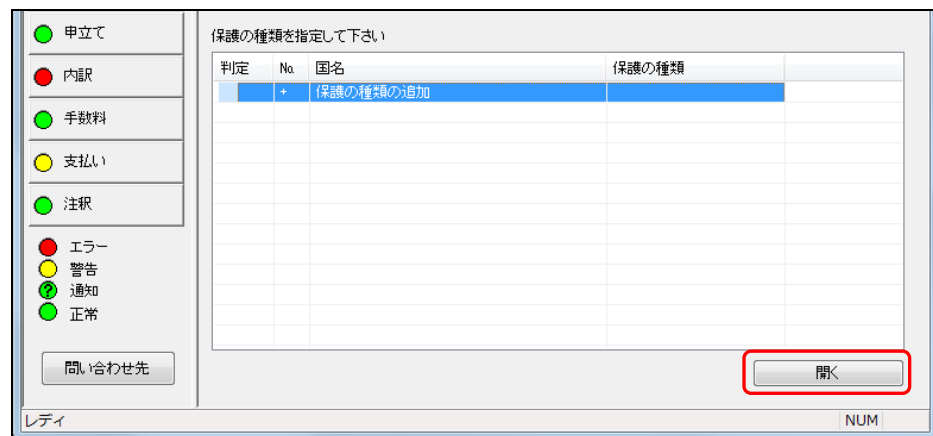 申立て
内訳
手数料
支払い
注釈
エラー
警告
通知
正常
問い合わせ先
保護の種類を指定して下さい
判定 No. 国名 保護の種類
+ 保護の種類の追加
開く
レディ NUM